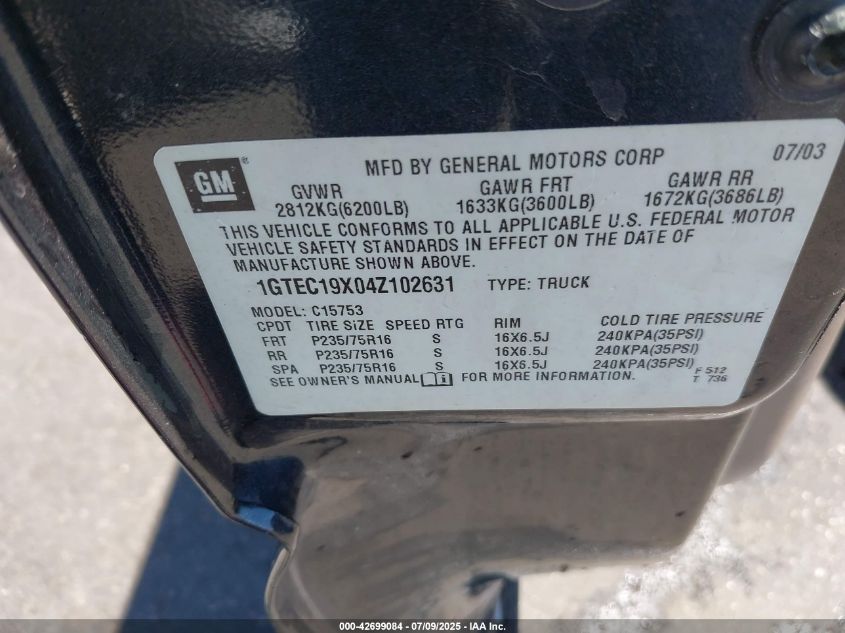 GM ®
MFD BY GENERAL MOTORS CORP 07/03
GVWR GAWR FRT GAWR RR
2812KG(6200LB) 1633KG(3600LB) 1672KG(3686LB)
THIS VEHICLE CONFORMS TO ALL APPLICABLE U.S. FEDERAL MOTOR
VEHICLE SAFETY STANDARDS IN EFFECT ON THE DATE OF
MANUFACTURE SHOWN ABOVE.
1GTEC19X04Z102631 TYPE: TRUCK
MODEL: C15753
CPDT TIRE SIZE SPEED RTG RIM COLD TIRE PRESSURE
FRT P235/75R16 S 16X6.5J 240KPA(35PSI)
RR P235/75R16 S 16X6.5J 240KPA(35PSI)
SPA P235/75R16 S 16X6.5J 240KPA(35PSI)
SEE OWNER'S MANUAL FOR MORE INFORMATION. F 512
T 736
000-42699084 - 07/09/2025 - IAA Inc.